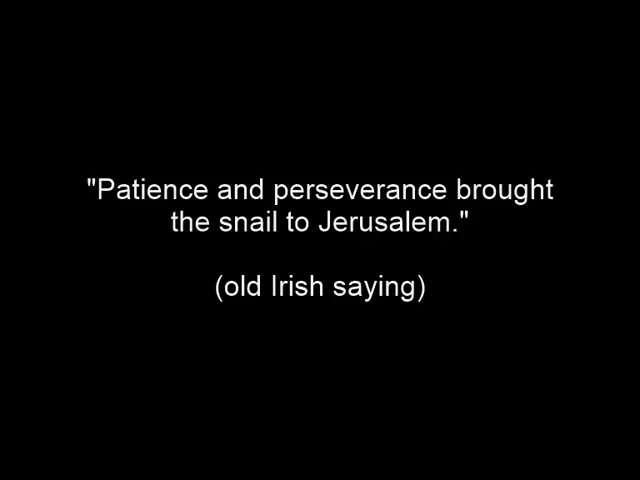 "Patience and perseverance brought
the snail to Jerusalem."
(old Irish saying)